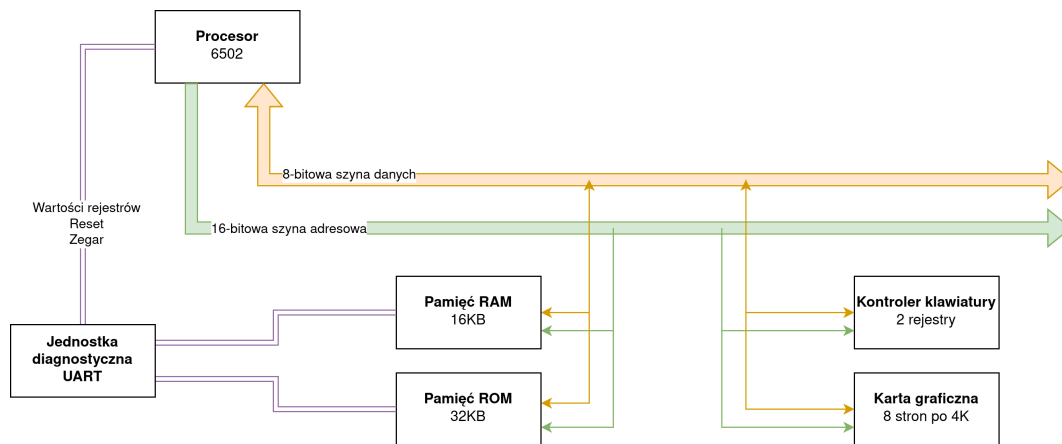 Procesor
6502
8-bitowa szyna danych
Wartości rejestrów
Reset
Zegar
16-bitowa szyna adresowa
Pamięć RAM
16KB
Kontroler klawiatury
2 rejestry
Jednostka
diagnostyczna
UART
Pamięć ROM
32KB
Karta graficzna
8 stron po 4K